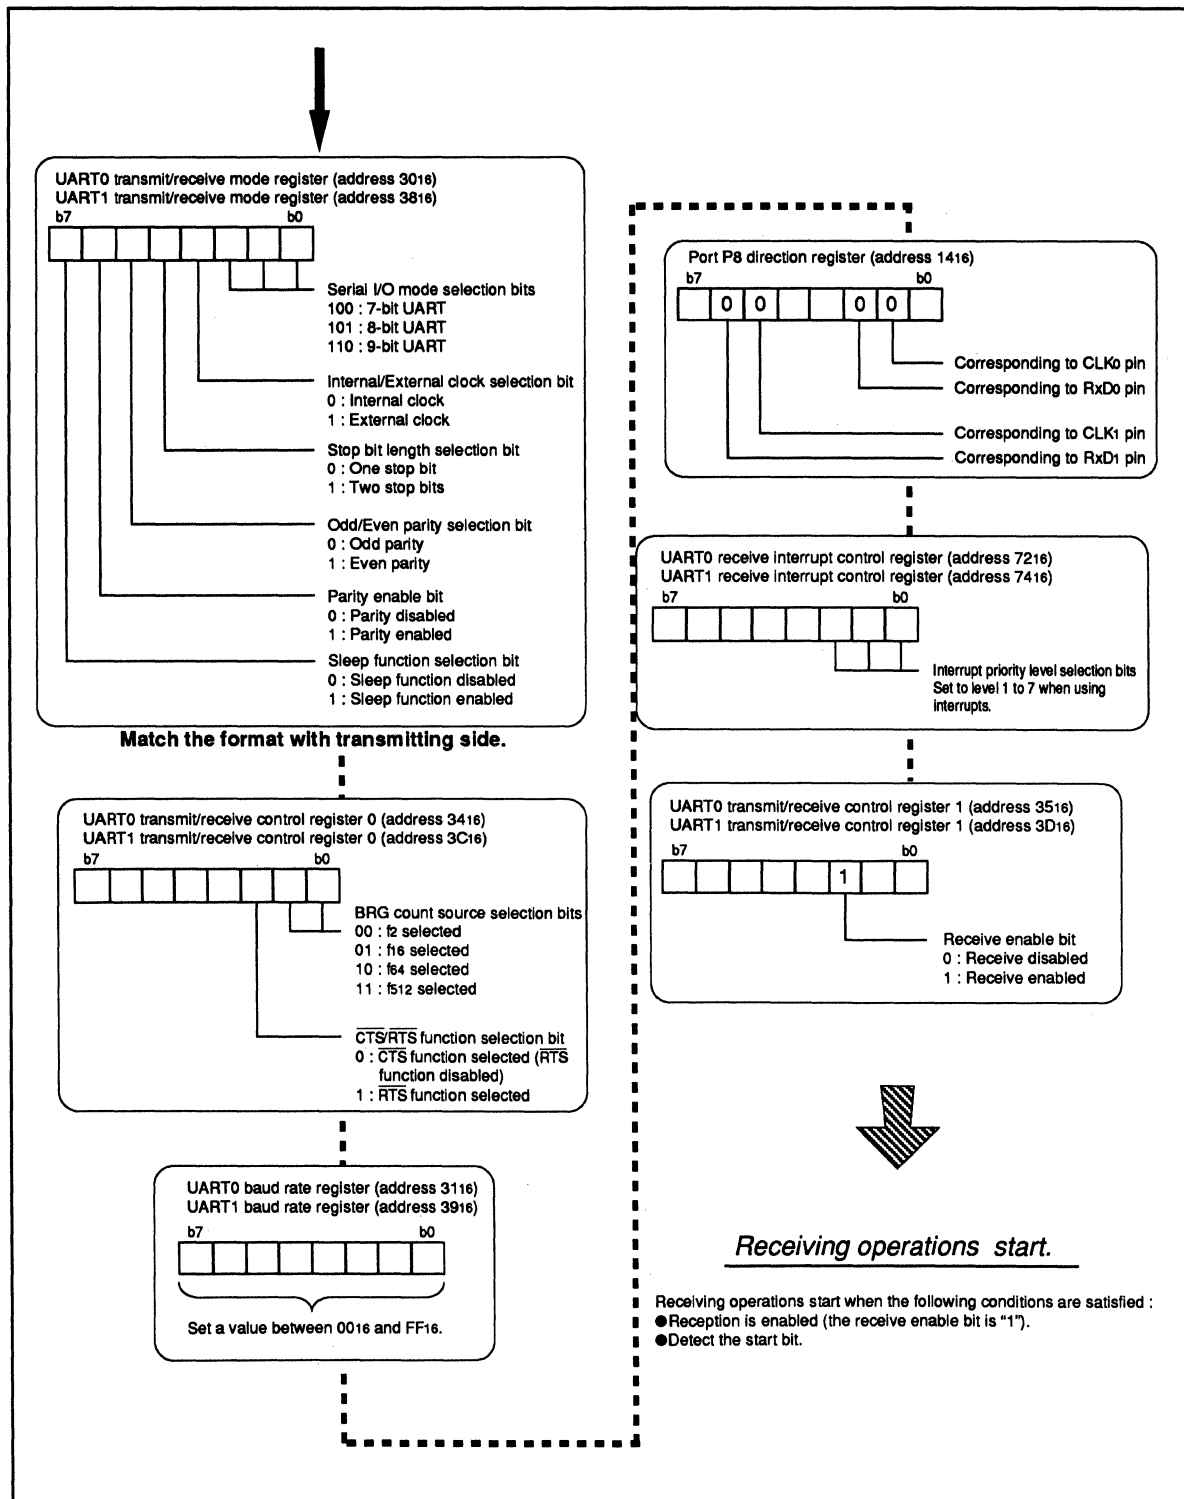 UART0 transmit/receive mode register (address 3016)
UART1 transmit/receive mode register (address 3816)
b7 b0
Serial I/O mode selection bits
100 : 7-bit UART
101 : 8-bit UART
110 : 9-bit UART
Internal/External clock selection bit
0 : Internal clock
1 : External clock
Stop bit length selection bit
0 : One stop bit
1 : Two stop bits
Odd/Even parity selection bit
0 : Odd parity
1 : Even parity
Parity enable bit
0 : Parity disabled
1 : Parity enabled
Sleep function selection bit
0 : Sleep function disabled
1 : Sleep function enabled
Match the format with transmitting side.
UART0 transmit/receive control register 0 (address 3416)
UART1 transmit/receive control register 0 (address 3C16)
b7 b0
BRG count source selection bits
00 : f2 selected
01 : f16 selected
10 : f64 selected
11 : f512 selected
CTS/RTS function selection bit
0 : CTS function selected (RTS
function disabled)
1 : RTS function selected
UART0 baud rate register (address 3116)
UART1 baud rate register (address 3916)
b7 b0
Set a value between 0016 and FF16.
Port P8 direction register (address 1416)
b7 b0
0 0 0 0
Corresponding to CLK0 pin
Corresponding to RxD0 pin
Corresponding to CLK1 pin
Corresponding to RxD1 pin
UART0 receive interrupt control register (address 7216)
UART1 receive interrupt control register (address 7416)
b7 b0
Interrupt priority level selection bits
Set to level 1 to 7 when using
interrupts.
UART0 transmit/receive control register 1 (address 3516)
UART1 transmit/receive control register 1 (address 3D16)
b7 b0
1
Receive enable bit
0 : Receive disabled
1 : Receive enabled
Receiving operations start.
Receiving operations start when the following conditions are satisfied :
●Reception is enabled (the receive enable bit is “1”).
●Detect the start bit.